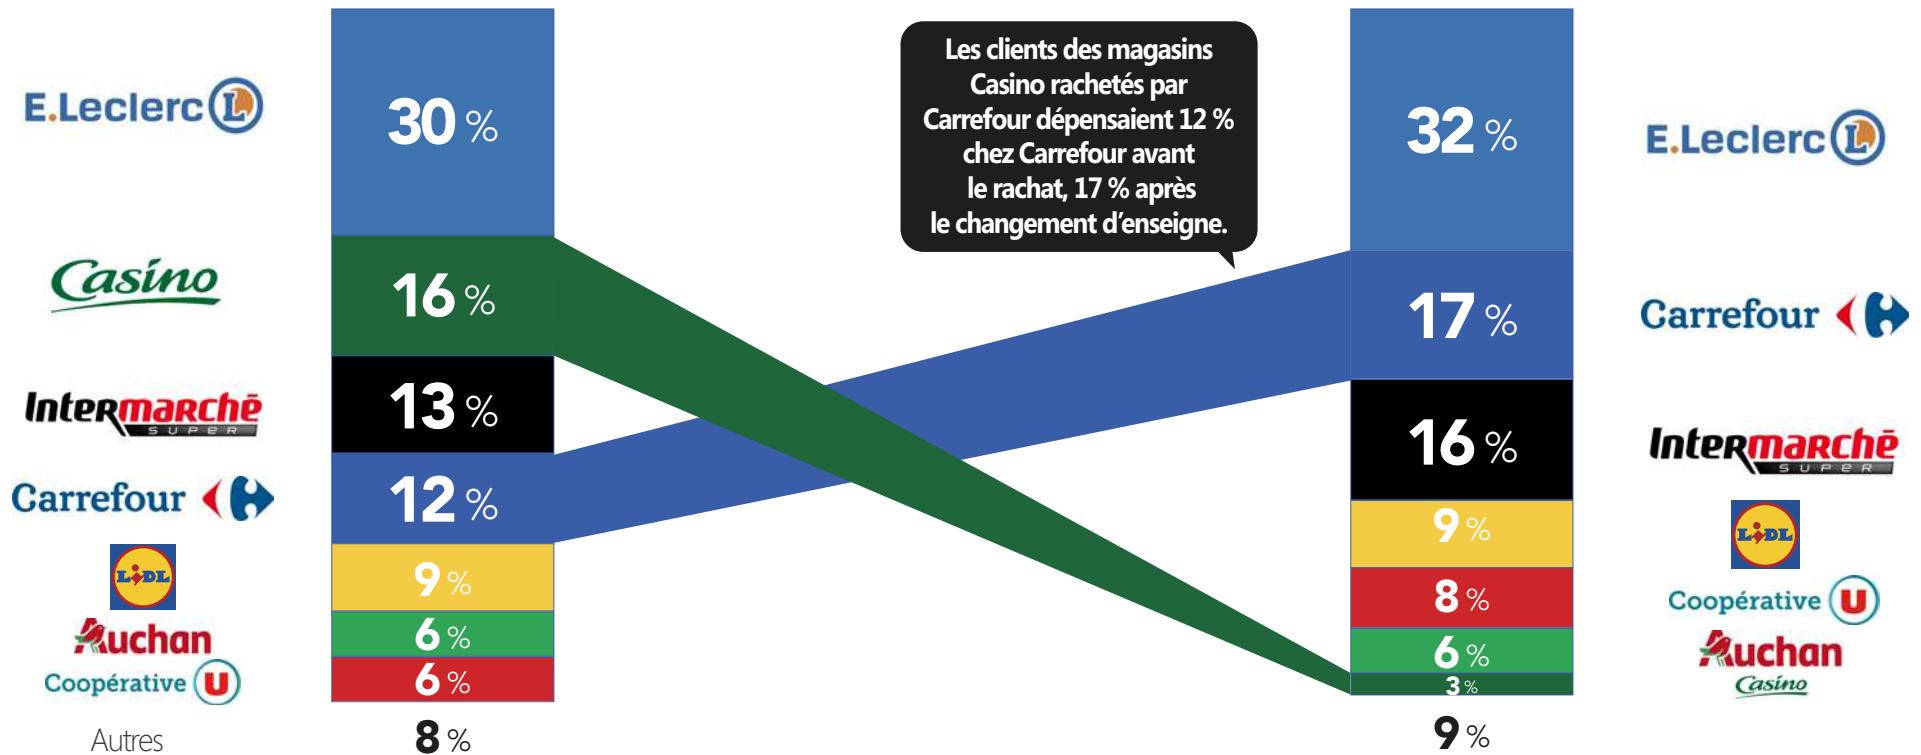 E.Leclerc L
30 %
Casino
16 %
Intermarchē
SUPER
13 %
Carrefour
12 %
LiDL
9 %
Auchan
6 %
Coopérative U
6 %
Autres
8 %
Les clients des magasins
Casino rachetés par
Carrefour dépensaient 12 %
chez Carrefour avant
le rachat, 17 % après
le changement d’enseigne.
32 %
E.Leclerc L
17 %
Carrefour
16 %
Intermarchē
SUPER
9 %
LiDL
8 %
Coopérative U
6 %
Auchan
3 %
Casino
9 %